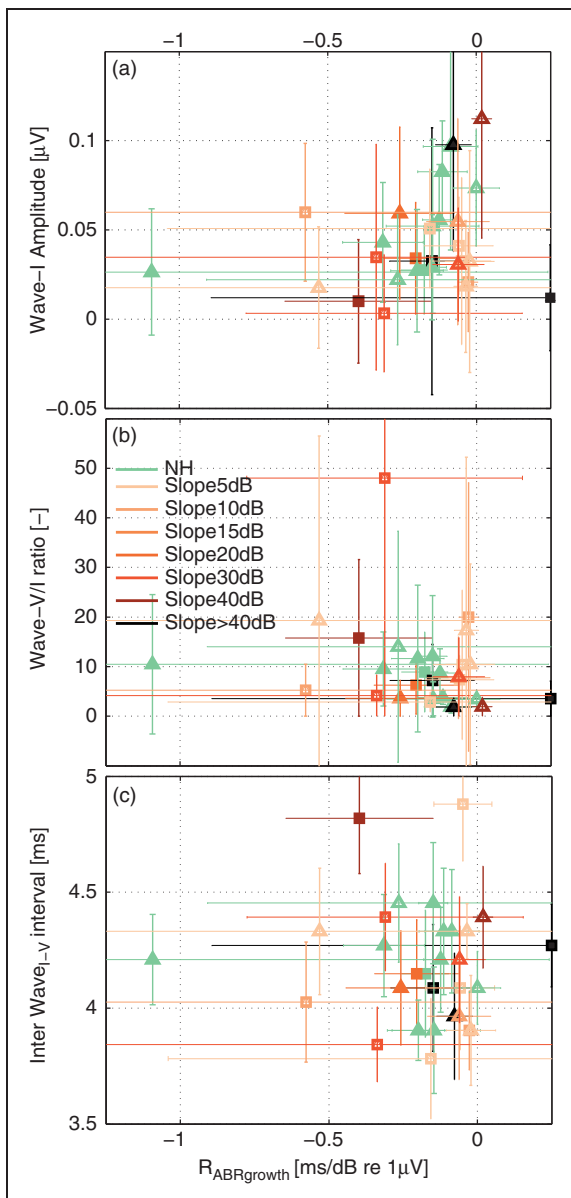 −1 −0.5 0
(a)
0.1
0.05
0
−0.05
Wave−I Amplitude [μV]
(b)
50
40
30
20
10
0
Wave−V/I ratio [−]
NH
Slope5dB
Slope10dB
Slope15dB
Slope20dB
Slope30dB
Slope40dB
Slope>40dB
(c)
5
4.5
4
3.5
Inter Wave_I−V interval [ms]
−1 −0.5 0
R_ABRgrowth [ms/dB re 1μV]